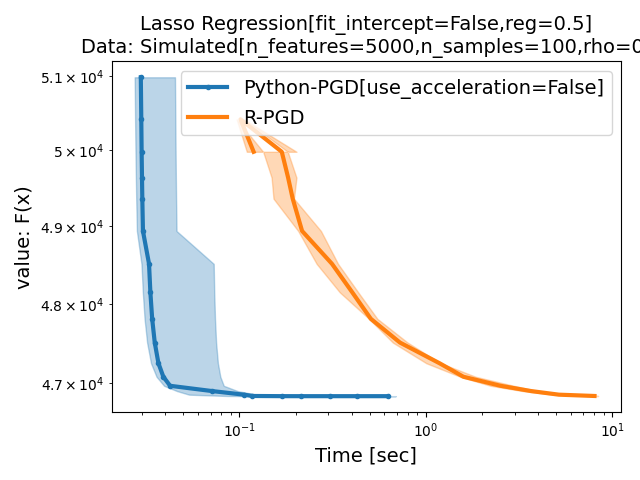 Lasso Regression[fit_intercept=False,reg=0.5]
Data: Simulated[n_features=5000,n_samples=100,rho=0
Python-PGD[use_acceleration=False]
R-PGD
value: F(x)
5.1 × 10⁴
5 × 10⁴
4.9 × 10⁴
4.8 × 10⁴
4.7 × 10⁴
10⁻¹ 10⁰ 10¹
Time [sec]